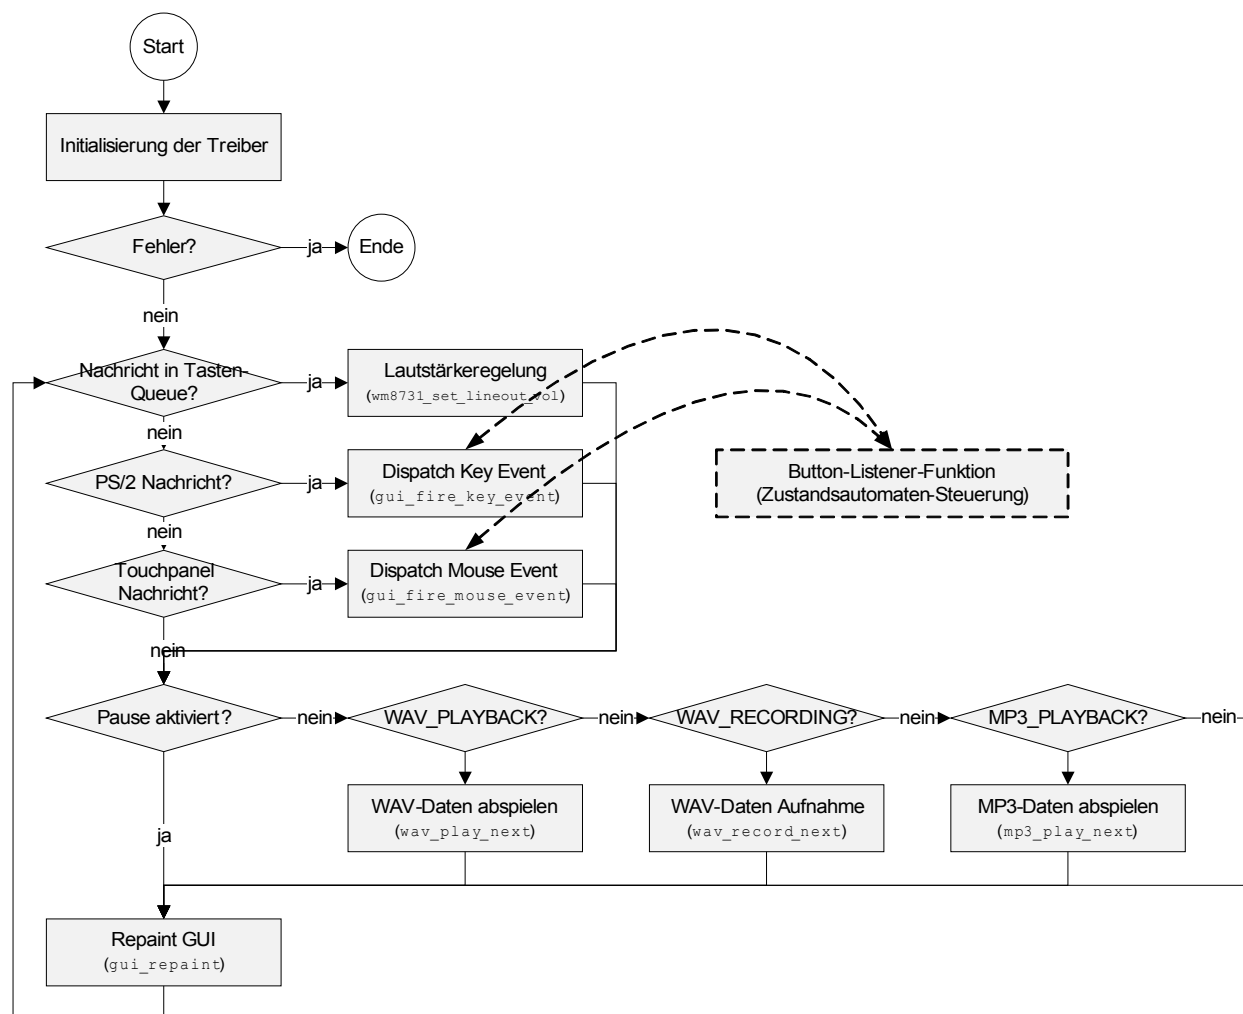 Start
Initialisierung der Treiber
Fehler?
ja
Ende
nein
Nachricht in Tasten-
Queue?
ja
Lautstärkeregelung
(wm8731_set_lineout_vol)
nein
PS/2 Nachricht?
ja
Dispatch Key Event
(gui_fire_key_event)
Button-Listener-Funktion
(Zustandsautomaten-Steuerung)
nein
Touchpanel
Nachricht?
ja
Dispatch Mouse Event
(gui_fire_mouse_event)
nein
Pause aktiviert?
nein
WAV_PLAYBACK?
nein
WAV_RECORDING?
nein
MP3_PLAYBACK?
nein
WAV-Daten abspielen
(wav_play_next)
WAV-Daten Aufnahme
(wav_record_next)
MP3-Daten abspielen
(mp3_play_next)
ja
Repaint GUI
(gui_repaint)